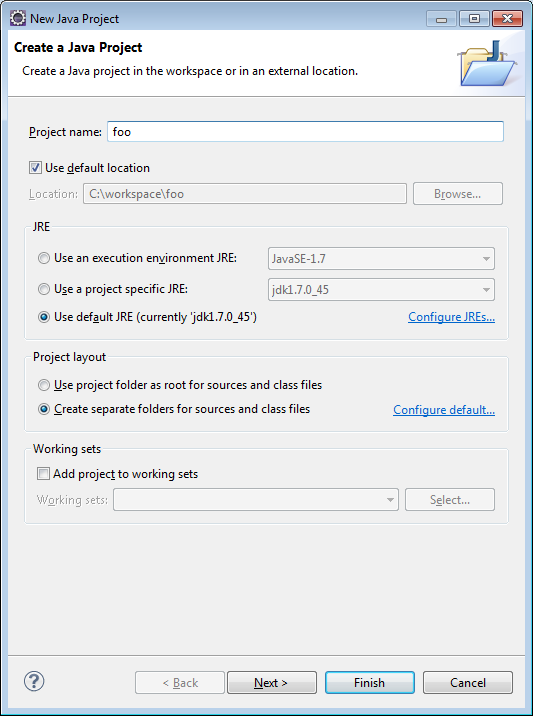 New Java Project
Create a Java Project
Create a Java project in the workspace or in an external location.
Project name: foo
Use default location
Location: C:\workspace\foo Browse...
JRE
Use an execution environment JRE: JavaSE-1.7
Use a project specific JRE: jdk1.7.0_45
Use default JRE (currently 'jdk1.7.0_45') Configure JREs...
Project layout
Use project folder as root for sources and class files
Create separate folders for sources and class files Configure default...
Working sets
Add project to working sets
Working sets: Select...
? < Back Next > Finish Cancel